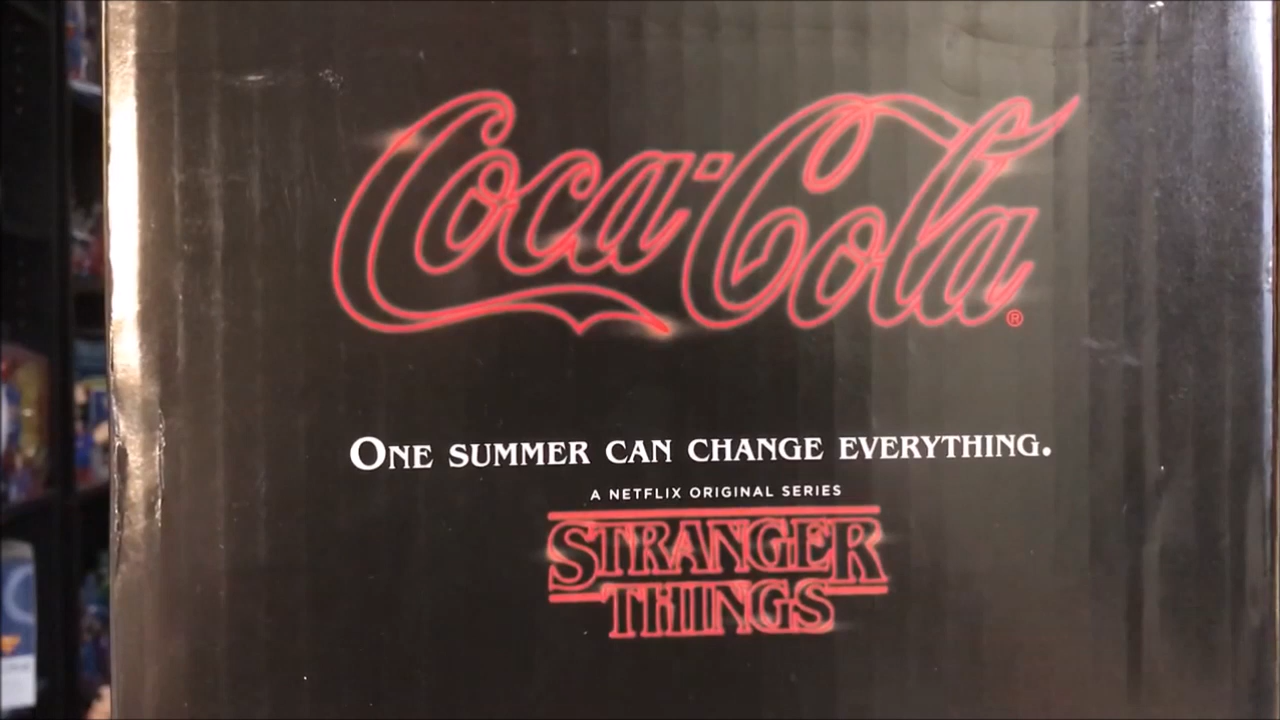 Coca-Cola®
ONE SUMMER CAN CHANGE EVERYTHING.
A NETFLIX ORIGINAL SERIES
STRANGER
THINGS